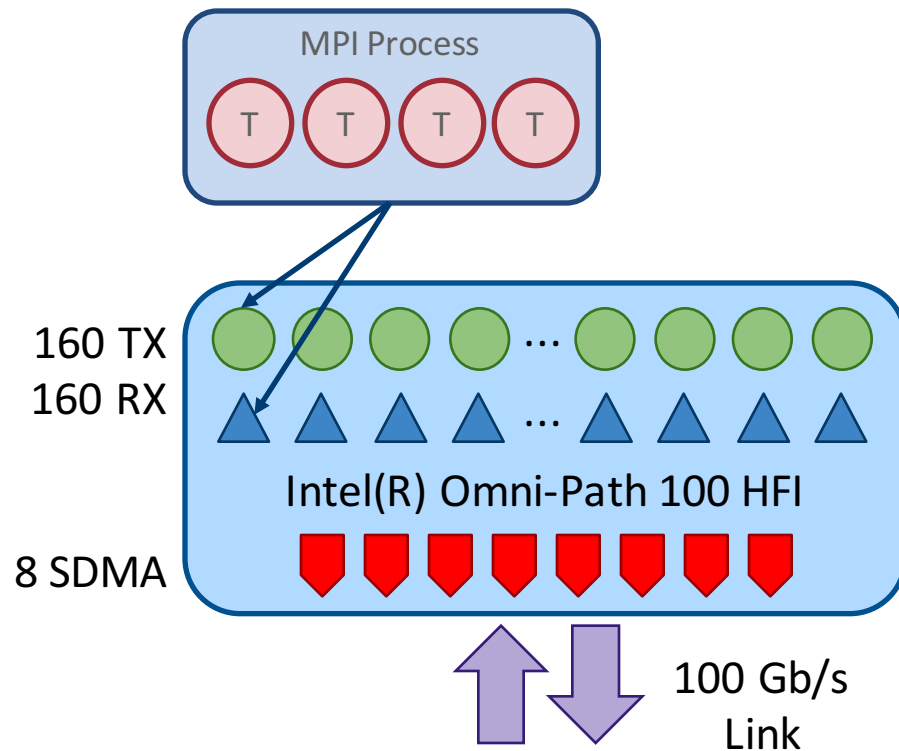 MPI Process
T T T T
160 TX
...
160 RX
...
Intel(R) Omni-Path 100 HFI
8 SDMA
100 Gb/s
Link